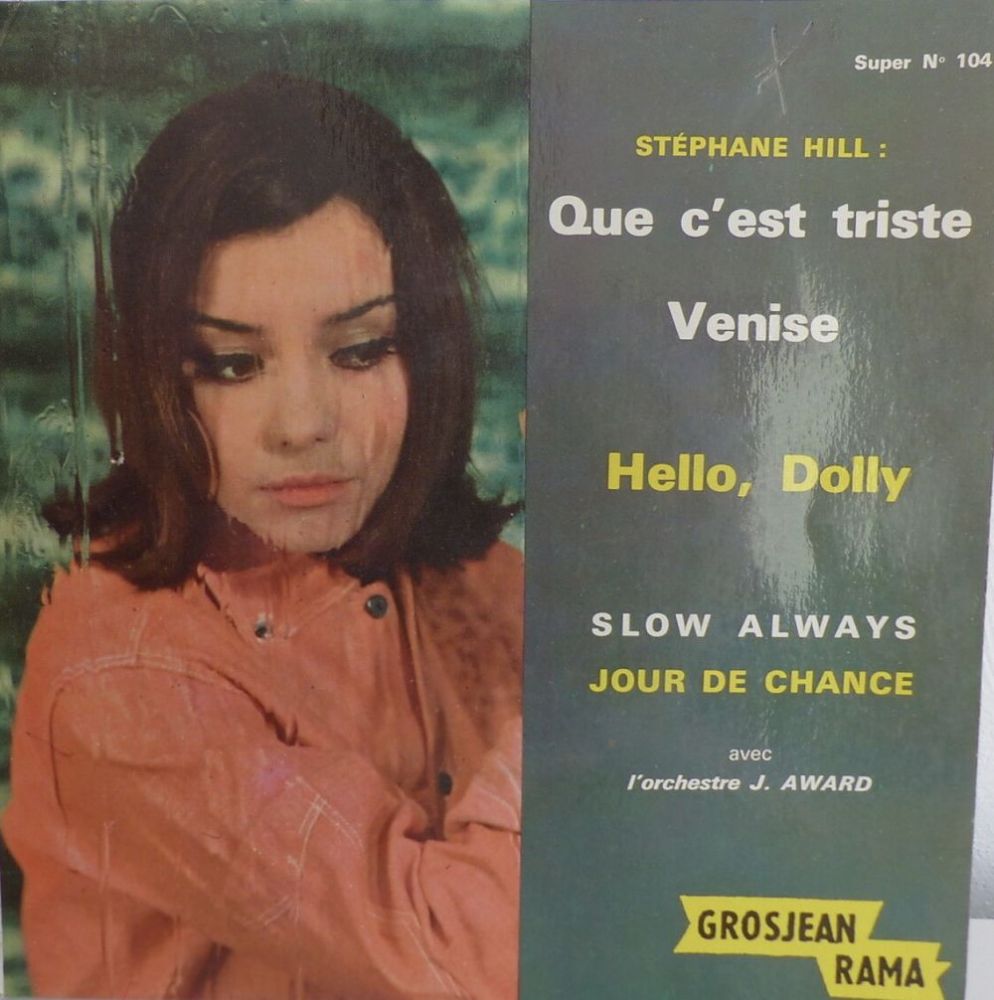 Super N° 104
STÉPHANE HILL :
Que c'est triste
Venise
Hello, Dolly
SLOW ALWAYS
JOUR DE CHANCE
avec
l'orchestre J. AWARD
GROSJEAN
RAMA